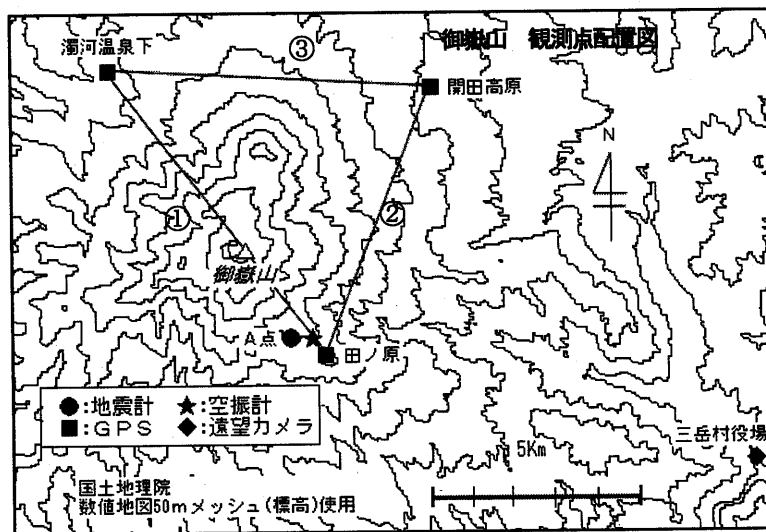 御嶽山 観測点配置図
濁河温泉下
③
開田高原
N
①
②
御嶽山
A点
田ノ原
●:地震計 ★:空振計
■:GPS ◆:遠望カメラ
三岳村役場
5Km
国土地理院
数値地図50mメッシュ(標高)使用